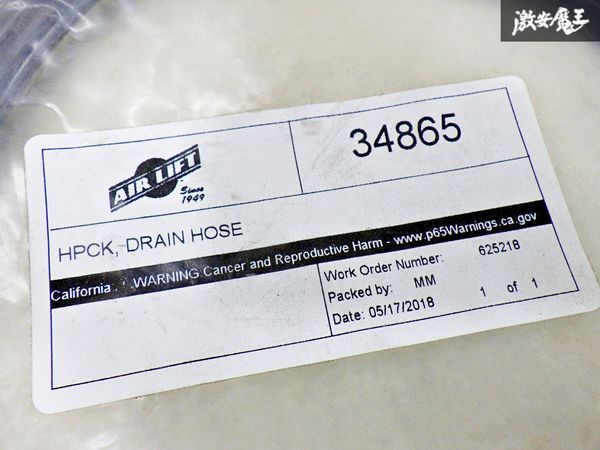 激安魔王
AIR LIFT
Since
1949
34865
HPCK, DRAIN HOSE
California. WARNING Cancer and Reproductive Harm - www.p65Warnings.ca.gov
Work Order Number: 625218
Packed by: MM
Date: 05/17/2018 1 of 1